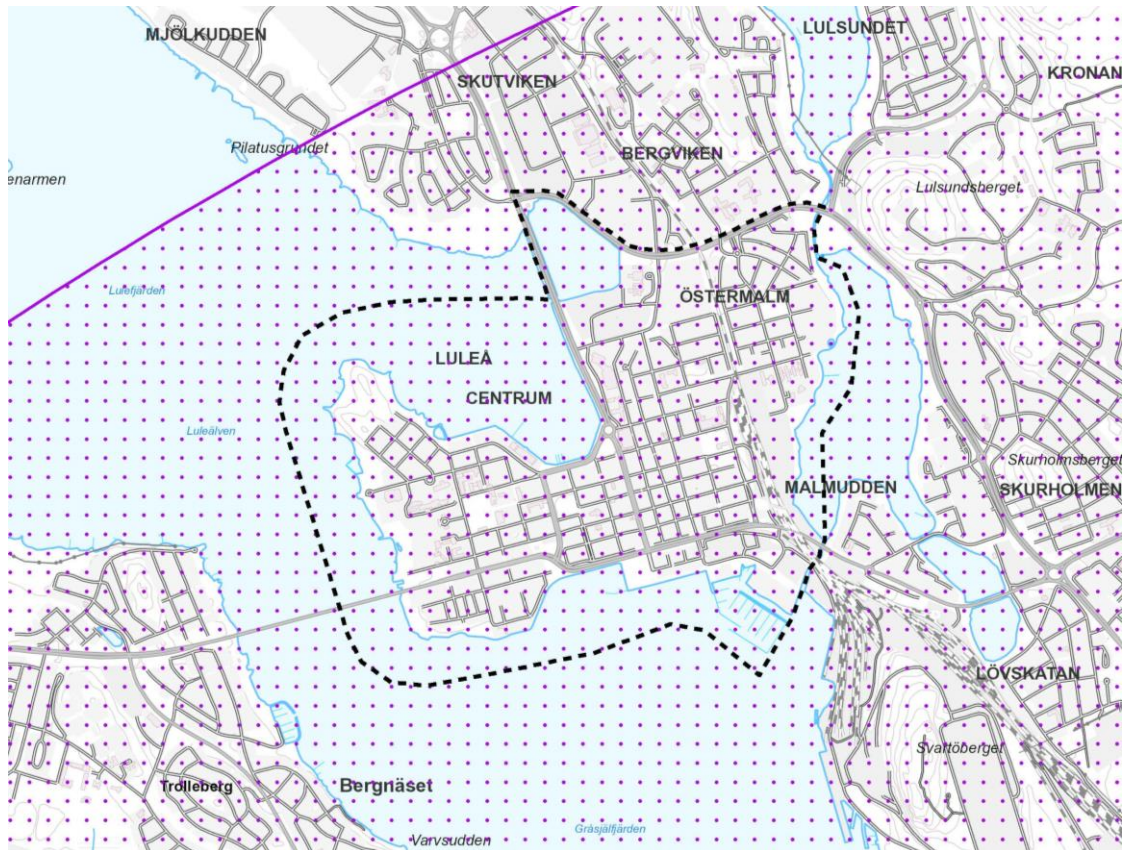 LULSUNDET
MJÖLKUDDEN
KRONAN
SKUTVIKEN
Pilatusgrundet
BERGVIKEN
enarmen
Lulsundsberget
Lulefjärden
ÖSTERMALM
LULEÅ
CENTRUM
Luleälven
Skurholmsberget
MALMUDDEN
SKURHOLMEN
LÖVSKATAN
Svartöberget
Trolleberg
Bergnäset
Gråsjälfjärden
Varvsudden